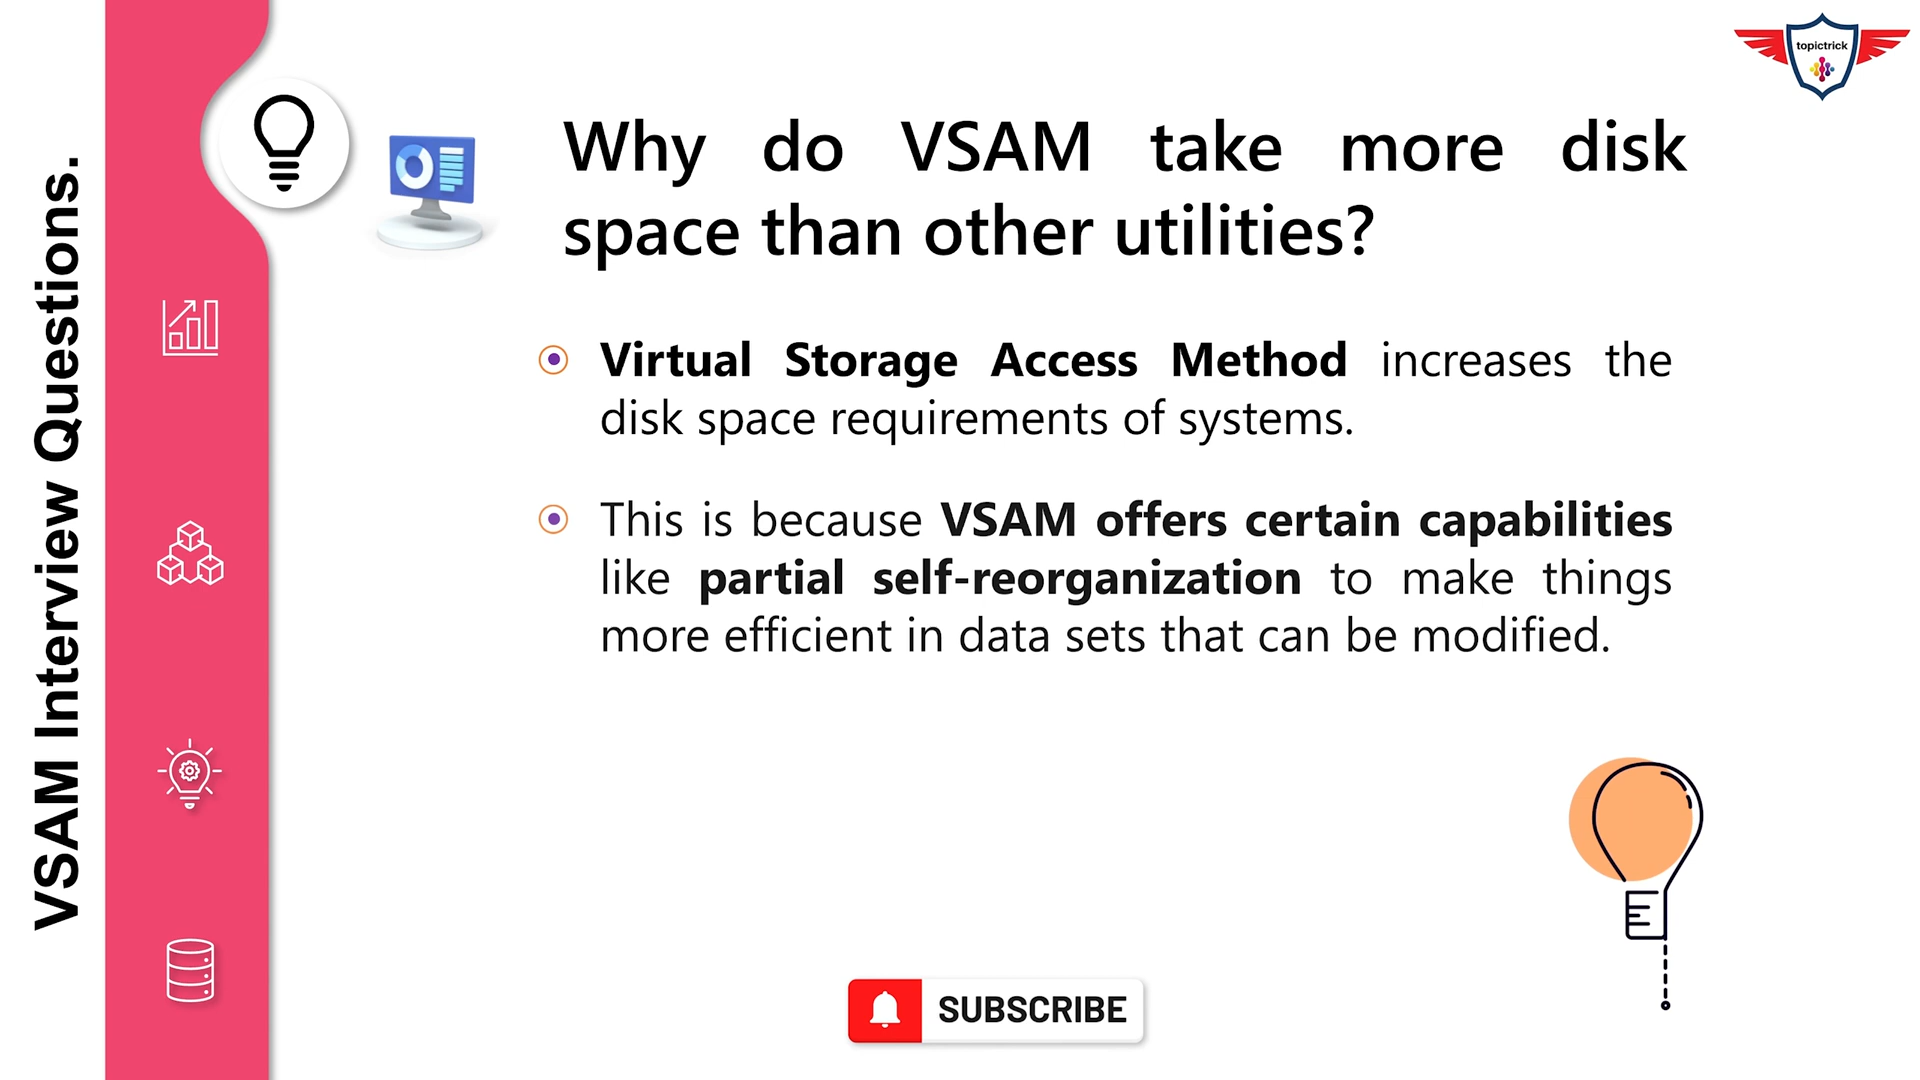 VSAM Interview Questions.
topictrick
Why do VSAM take more disk
space than other utilities?
Virtual Storage Access Method increases the
disk space requirements of systems.
This is because VSAM offers certain capabilities
like partial self-reorganization to make things
more efficient in data sets that can be modified.
SUBSCRIBE